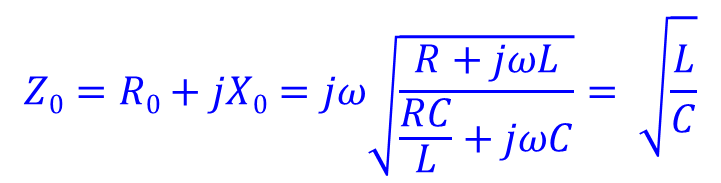 Z₀ = R₀ + jX₀ = jω√((R + jωL)/(RC/L + jωC)) = √(L/C)